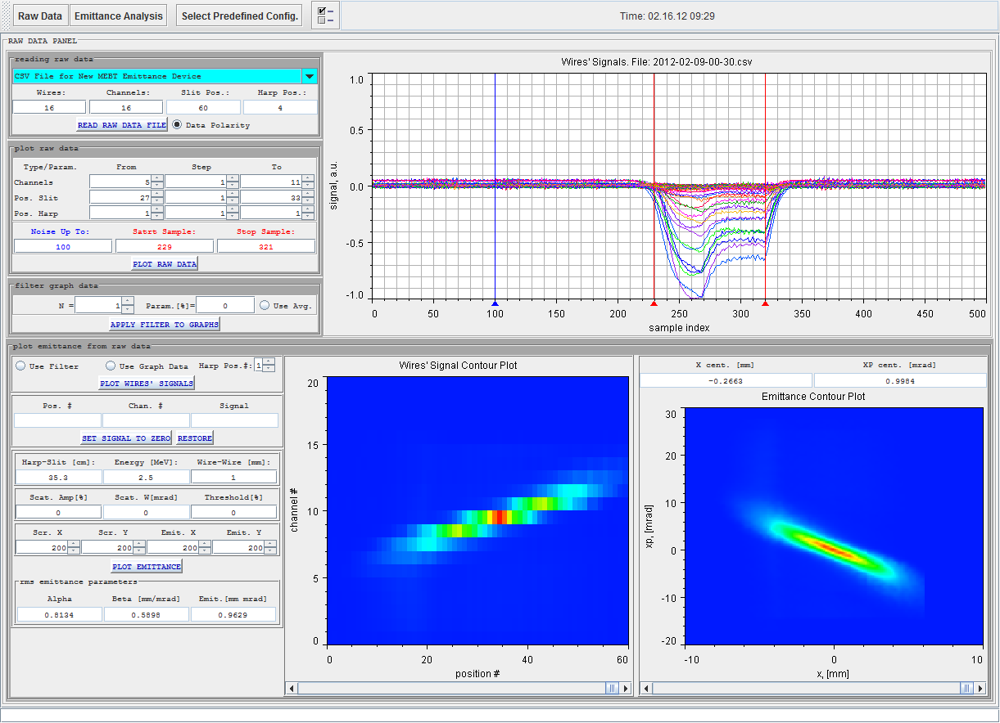 Raw Data Emittance Analysis Select Predefined Config. Time: 02.16.12 09:29
RAW DATA PANEL
reading raw data
CSV File for New MEBT Emittance Device
Wires: Channels: Slit Pos.: Harp Pos.:
16 16 60 4
READ RAW DATA FILE Data Polarity
plot raw data
Type/Param. From Step To
Channels 5 1 11
Pos. Slit 27 1 33
Pos. Harp 1 1 1
Noise Up To: Satrt Sample: Stop Sample:
100 229 321
PLOT RAW DATA
filter graph data
N = 1 Param.[%]= 0 Use Avg.
APPLY FILTER TO GRAPHS
Wires' Signals. File: 2012-02-09-00-30.csv
1.0
0.5
0.0
-0.5
-1.0
signal, a.u.
0 50 100 150 200 250 300 350 400 450 500
sample index
plot emittance from raw data
Use Filter Use Graph Data Harp Pos.#: 1
PLOT WIRES' SIGNALS
Pos. # Chan. # Signal
SET SIGNAL TO ZERO RESTORE
Harp-Slit [cm]: Energy [MeV]: Wire-Wire [mm]:
35.3 2.5 1
Scat. Amp[%] Scat. W[mrad] Threshold[%]
0 0 0
Scr. X Scr. Y Emit. X Emit. Y
200 200 200 200
PLOT EMITTANCE
rms emittance parameters
Alpha Beta [mm/mrad] Emit.[mm mrad]
0.8134 0.5898 0.9629
Wires' Signal Contour Plot
20
15
10
5
0
channel #
0 20 40 60
position #
X cent. [mm] XP cent. [mrad]
-0.2663 0.9984
Emittance Contour Plot
30
20
10
0
-10
-20
xp, [mrad]
-10 0 10
x, [mm]